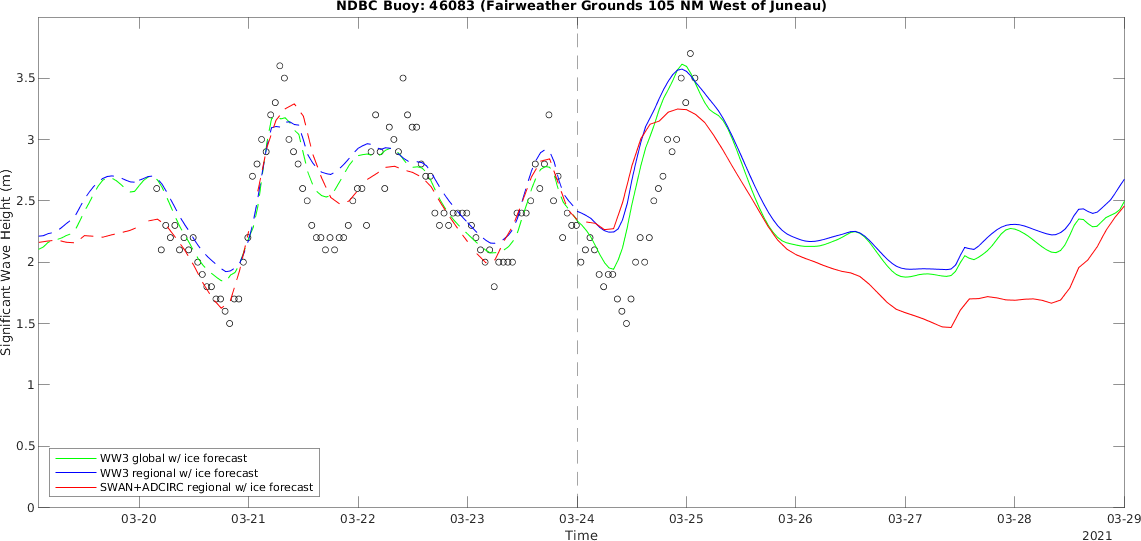 NDBC Buoy: 46083 (Fairweather Grounds 105 NM West of Juneau)
Significant Wave Height (m)
3.5
3
2.5
2
1.5
1
0.5
0
WW3 global w/ ice forecast
WW3 regional w/ ice forecast
SWAN+ADCIRC regional w/ ice forecast
03-20 03-21 03-22 03-23 03-24 03-25 03-26 03-27 03-28 03-29
Time
2021